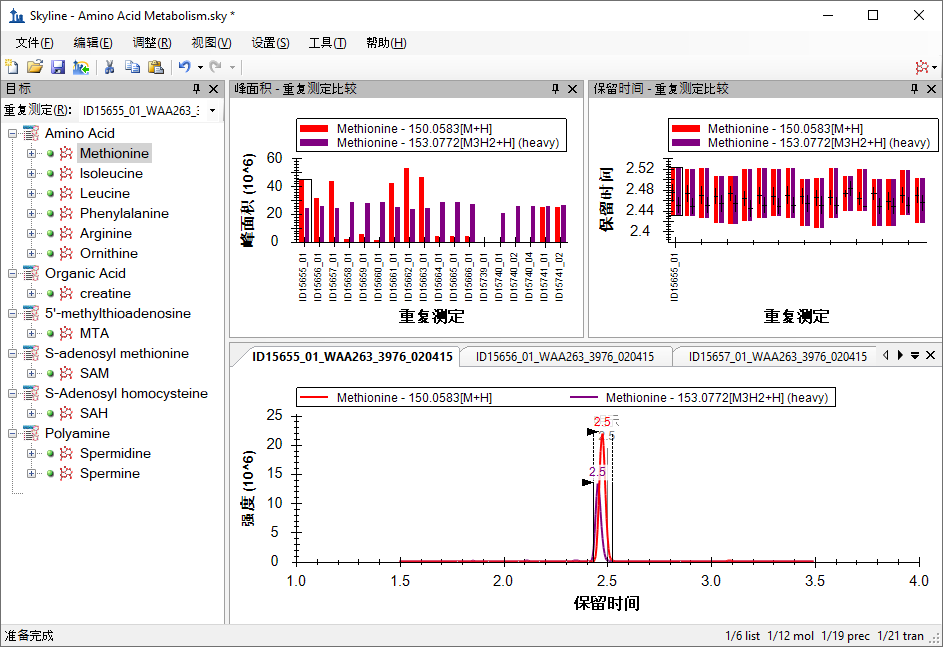 Skyline - Amino Acid Metabolism.sky *
文件(F) 编辑(E) 调整(R) 视图(V) 设置(S) 工具(T) 帮助(H)
目标
重复测定(R): ID15655_01_WAA263_:
Amino Acid
Methionine
Isoleucine
Leucine
Phenylalanine
Arginine
Ornithine
Organic Acid
creatine
5'-methylthioadenosine
MTA
S-adenosyl methionine
SAM
S-Adenosyl homocysteine
SAH
Polyamine
Spermidine
Spermine
峰面积 - 重复测定比较
Methionine - 150.0583[M+H]
Methionine - 153.0772[M3H2+H] (heavy)
峰面积 (10^6)
60
40
20
0
ID15655_01
ID15656_01
ID15657_01
ID15658_01
ID15659_01
ID15660_01
ID15661_01
ID15662_01
ID15663_01
ID15664_01
ID15665_01
ID15666_01
ID15739_01
ID15740_01
ID15740_02
ID15740_04
ID15741_01
ID15741_02
重复测定
保留时间 - 重复测定比较
Methionine - 150.0583[M+H]
Methionine - 153.0772[M3H2+H] (heavy)
保留时间
2.52
2.48
2.44
2.4
ID15655_01
重复测定
ID15655_01_WAA263_3976_020415 ID15656_01_WAA263_3976_020415 ID15657_01_WAA263_3976_020415
Methionine - 150.0583[M+H] Methionine - 153.0772[M3H2+H] (heavy)
强度 (10^6)
25
20
15
10
5
0
2.5
2.5
2.5
1.0 1.5 2.0 2.5 3.0 3.5 4.0
保留时间
准备完成 1/6 list 1/12 mol 1/19 prec 1/21 tran